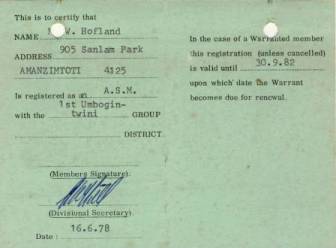 This is to certify that
NAME W. Hofland
ADDRESS 905 Sanlam Park
AMANZIMTOTI 4125
Is registered as an A.S.M.
1st Umbogin-
with the twini GROUP
DISTRICT
(Members Signature)
(Divisional Secretary)
16.6.78
Date :
In the case of a Warranted member
this registration (unless cancelled)
is valid until 30.9.82
upon which date the Warrant
becomes due for renewal.